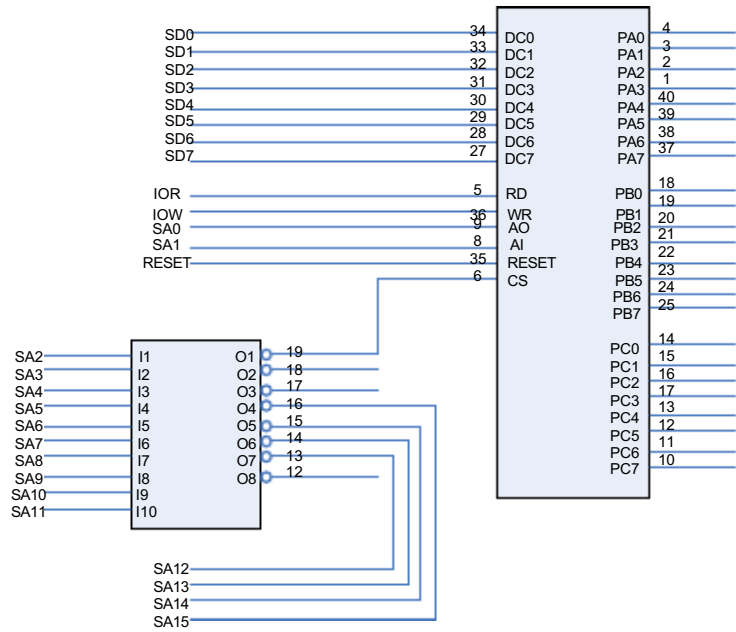 SD0 34 DC0 PA0 4
SD1 33 DC1 PA1 3
SD2 32 DC2 PA2 2
SD3 31 DC3 PA3 1
SD4 30 DC4 PA4 40
SD5 29 DC5 PA5 39
SD6 28 DC6 PA6 38
SD7 27 DC7 PA7 37
IOR 5 RD PB0 18
IOW 36 WR PB1 19
SA0 9 AO PB2 20
SA1 8 AI PB3 21
RESET 35 RESET PB4 22
6 CS PB5 23
PB6 24
PB7 25
PC0 14
PC1 15
PC2 16
PC3 17
PC4 13
PC5 12
PC6 11
PC7 10
SA2 I1 O1 19
SA3 I2 O2 18
SA4 I3 O3 17
SA5 I4 O4 16
SA6 I5 O5 15
SA7 I6 O6 14
SA8 I7 O7 13
SA9 I8 O8 12
SA10 I9
SA11 I10
SA12
SA13
SA14
SA15